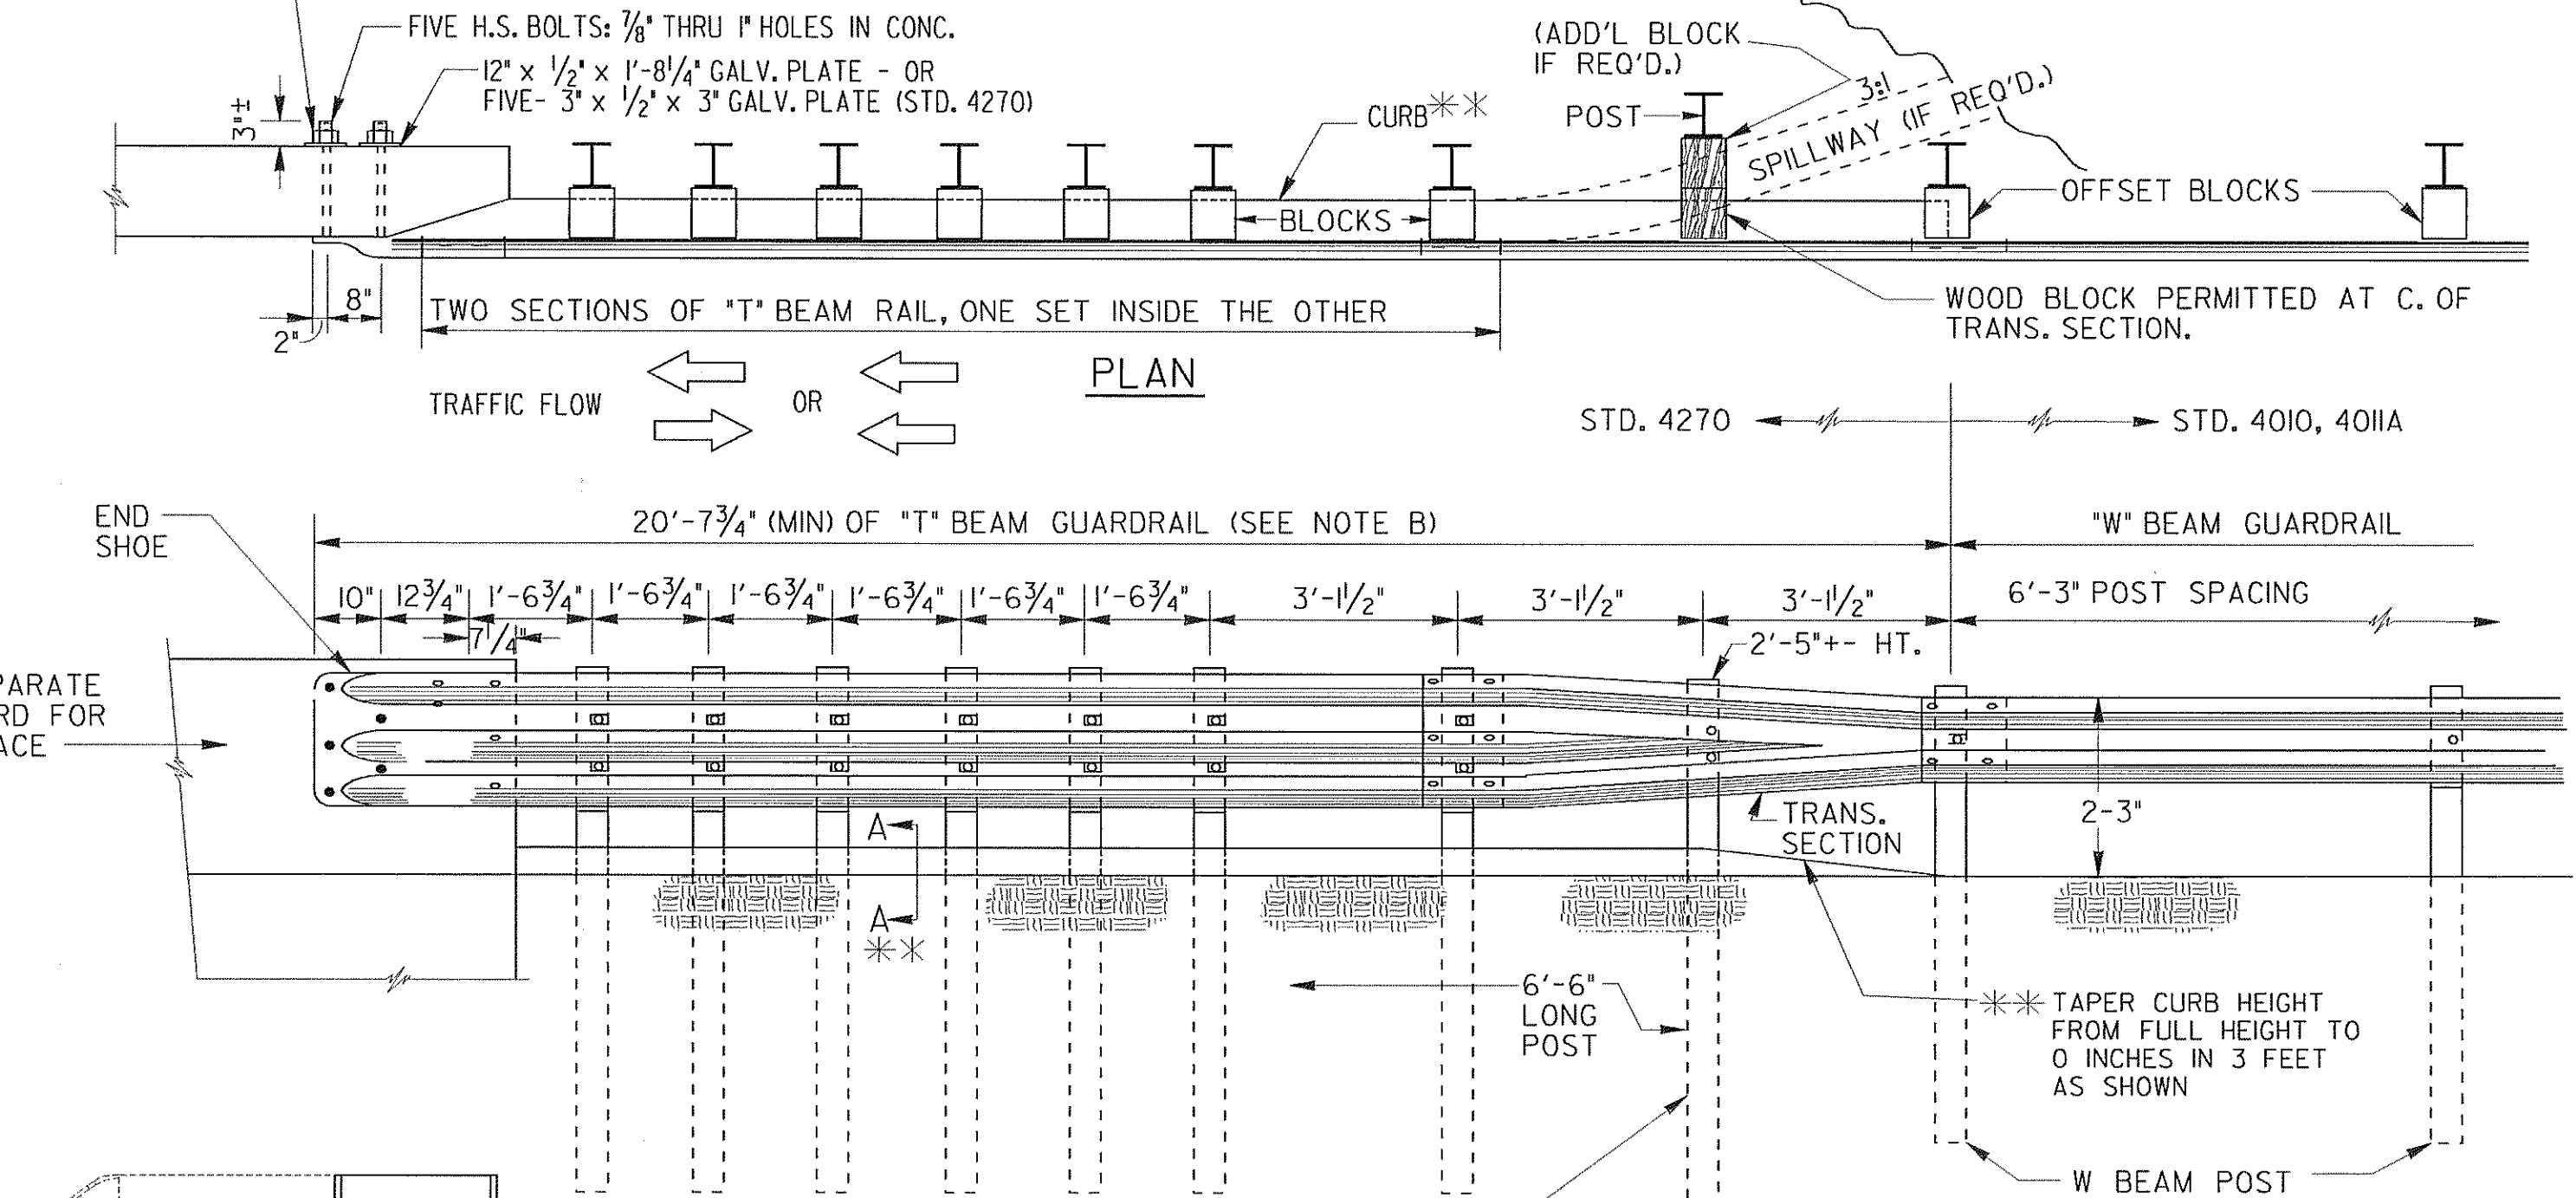 FIVE H.S. BOLTS: 7/8" THRU 1" HOLES IN CONC.
12" x 1/2" x 1'-8 1/4" GALV. PLATE - OR
FIVE- 3" x 1/2" x 3" GALV. PLATE (STD. 4270)
3"±
CURB**
(ADD'L BLOCK
IF REQ'D.)
POST
3:1
SPILLWAY (IF REQ'D.)
BLOCKS
OFFSET BLOCKS
WOOD BLOCK PERMITTED AT C. OF
TRANS. SECTION.
8"
2"
TWO SECTIONS OF "T" BEAM RAIL, ONE SET INSIDE THE OTHER
PLAN
TRAFFIC FLOW
OR
STD. 4270
STD. 4010, 4011A
END
SHOE
20'-7 3/4" (MIN) OF "T" BEAM GUARDRAIL (SEE NOTE B)
"W" BEAM GUARDRAIL
10" 12 3/4" 1'-6 3/4" 1'-6 3/4" 1'-6 3/4" 1'-6 3/4" 1'-6 3/4" 1'-6 3/4" 3'-1 1/2" 3'-1 1/2" 3'-1 1/2" 6'-3" POST SPACING
7 1/4"
2'-5"+- HT.
PARATE
RD FOR
ACE
A
A
**
TRANS.
SECTION
2-3"
6'-6"
LONG
POST
** TAPER CURB HEIGHT
FROM FULL HEIGHT TO
0 INCHES IN 3 FEET
AS SHOWN
W BEAM POST